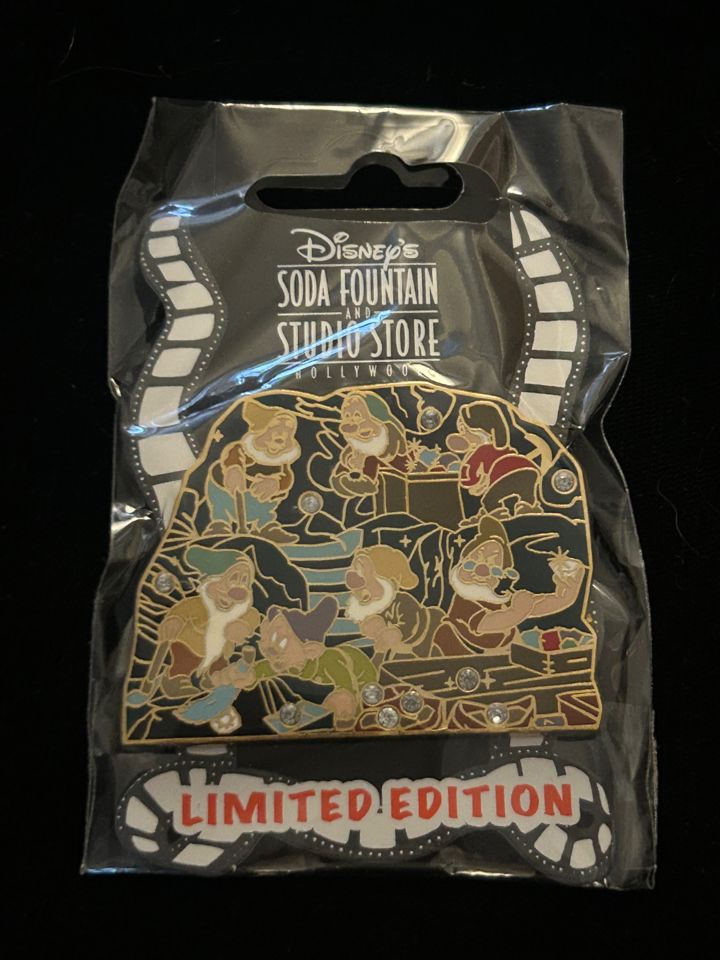 Disney's
SODA FOUNTAIN
AND
STUDIO STORE
HOLLYWOOD
LIMITED EDITION